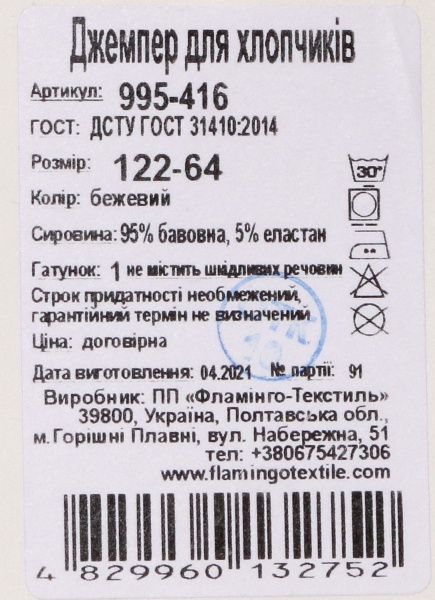 Джемпер для хлопчиків
Артикул: 995-416
ГОСТ: ДСТУ ГОСТ 31410:2014
Розмір: 122-64
30°
Колір: бежевий
Сировина: 95% бавовна, 5% еластан
Гатунок: 1 не містить шкідливих речовин
Строк придатності необмежений,
гарантійний термін не визначений
Ціна: договірна
Дата виготовлення: 04.2021 № партії: 91
Виробник: ПП «Фламінго-Текстиль»
39800, Україна, Полтавська обл.,
м.Горішні Плавні, вул. Набережна, 51
тел: +380675427306
www.flamingotextile.com
4 829960 132752